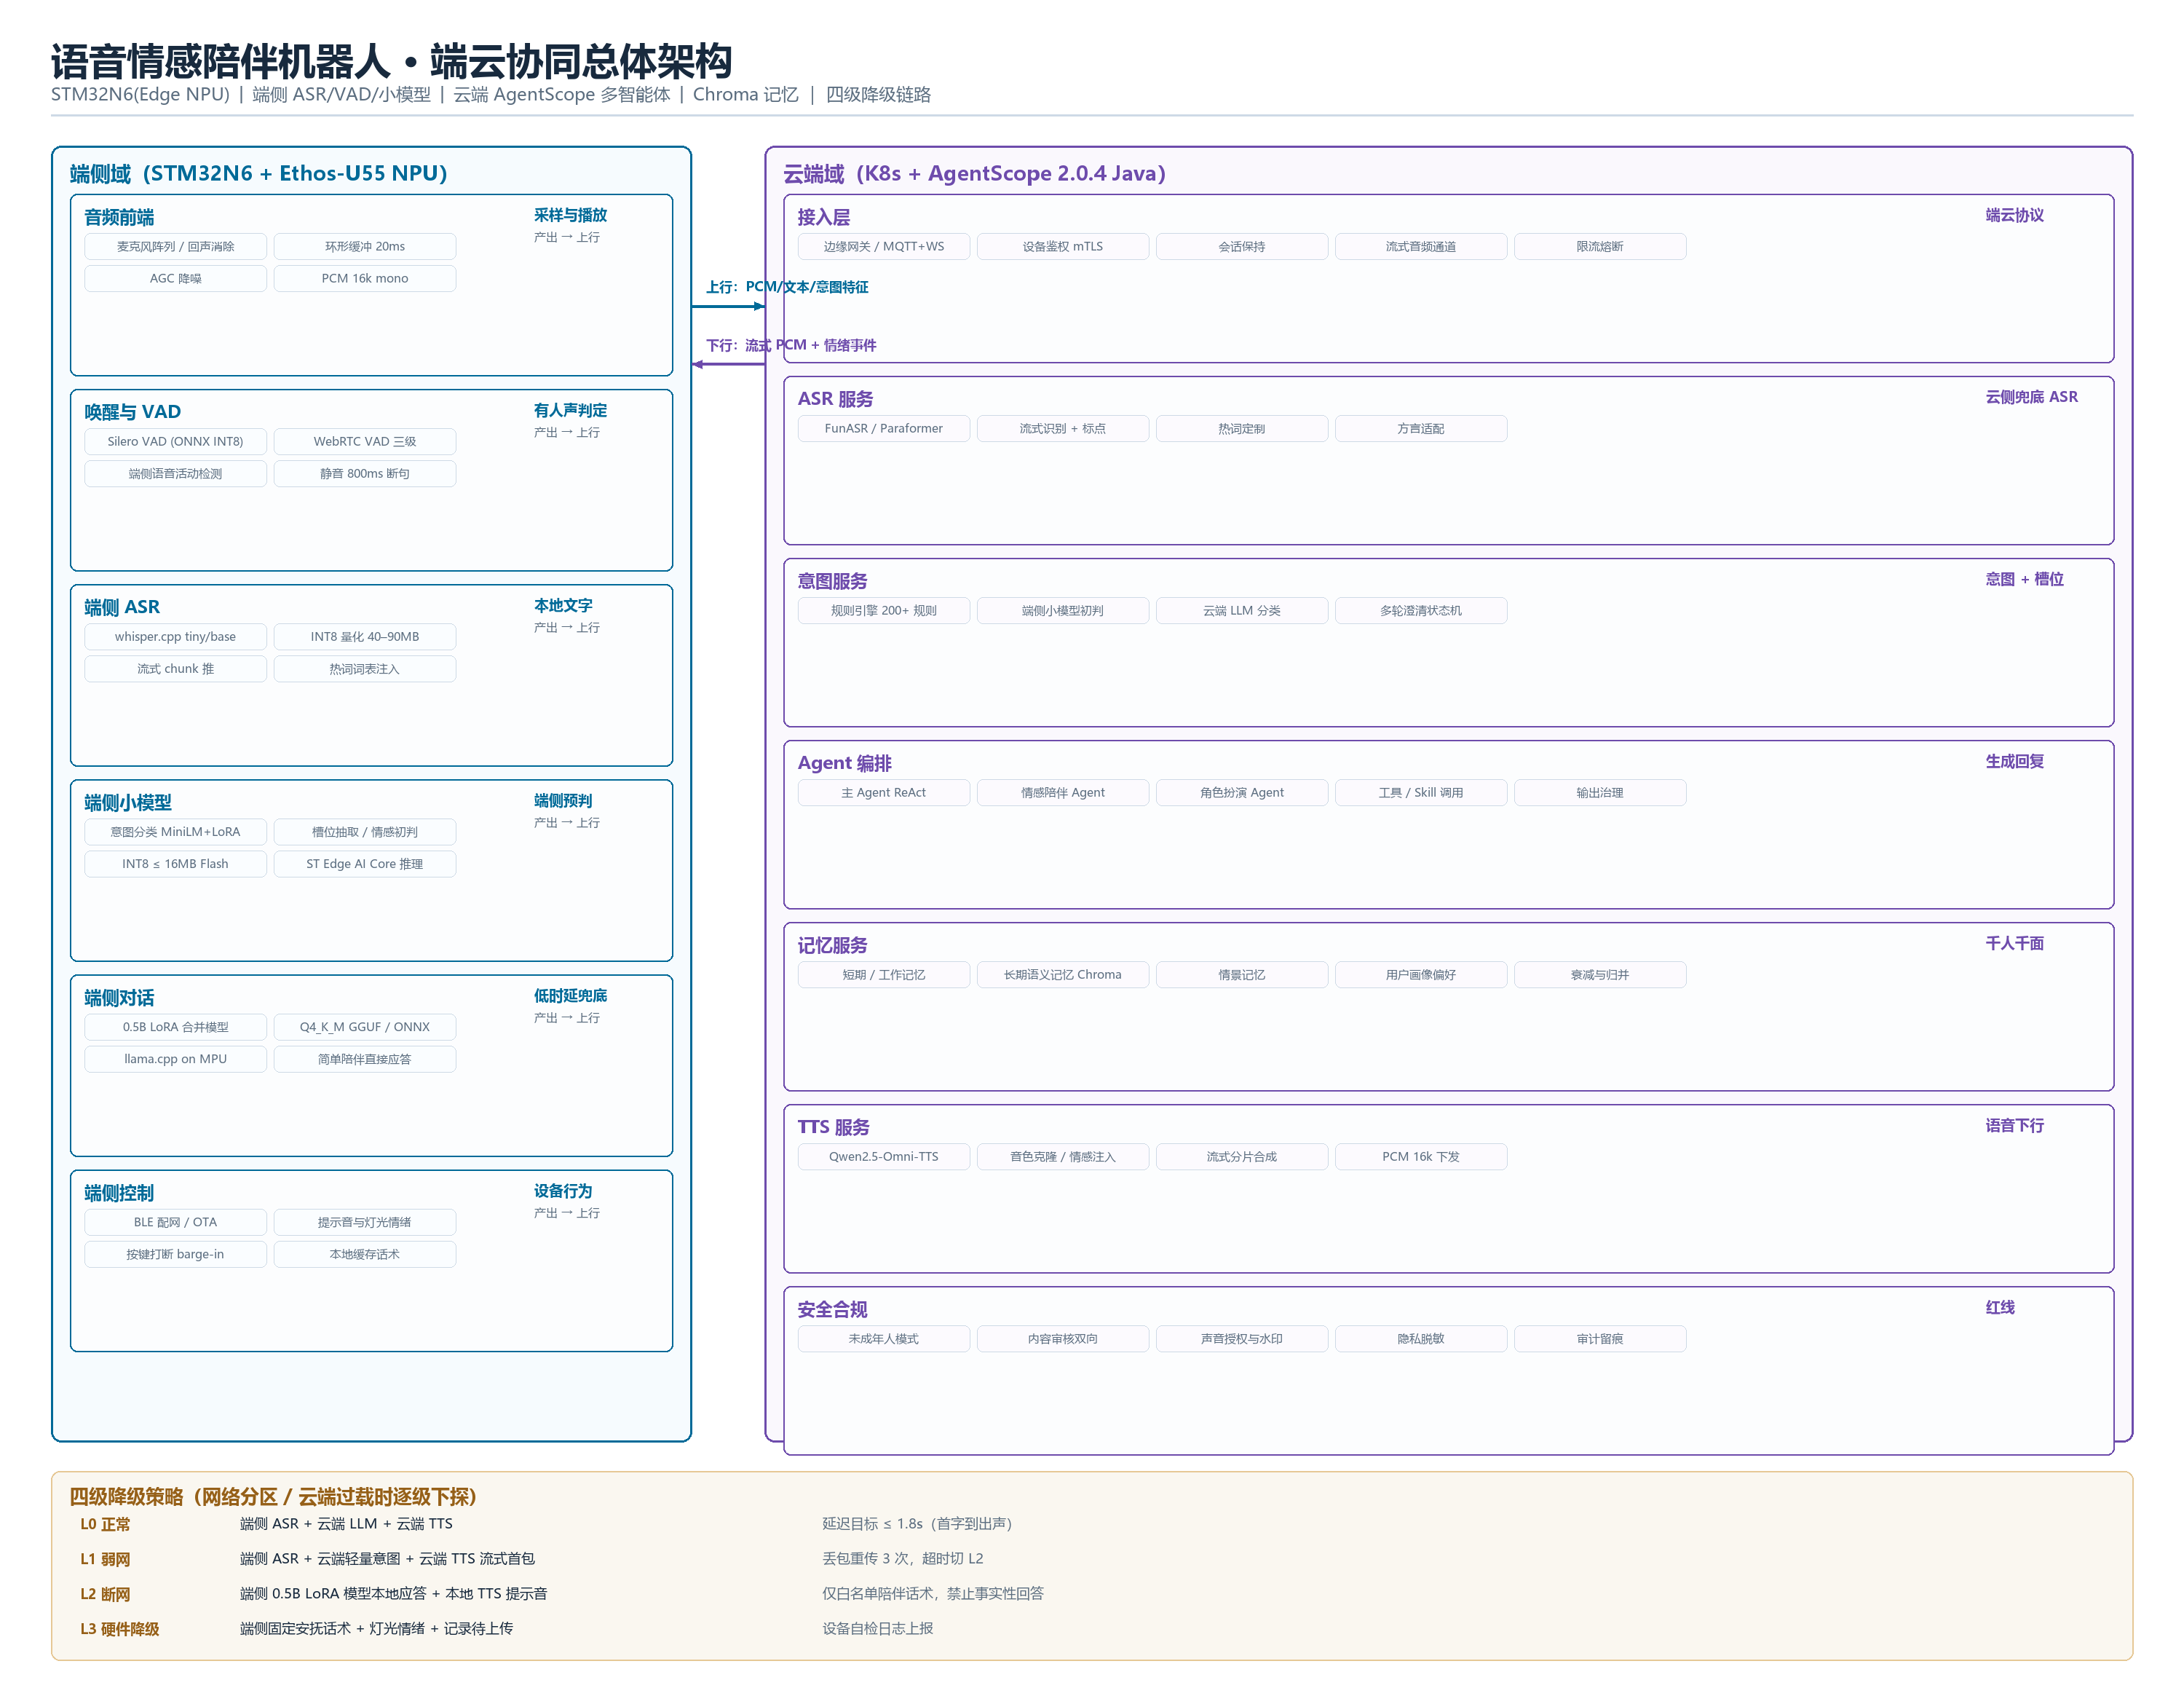 语音情感陪伴机器人 • 端云协同总体架构
STM32N6(Edge NPU) | 端侧 ASR/VAD/小模型 | 云端 AgentScope 多智能体 | Chroma 记忆 | 四级降级链路
端侧域（STM32N6 + Ethos-U55 NPU）
音频前端
采样与播放
产出 → 上行
麦克风阵列 / 回声消除
环形缓冲 20ms
AGC 降噪
PCM 16k mono
唤醒与 VAD
有人声判定
产出 → 上行
Silero VAD (ONNX INT8)
WebRTC VAD 三级
端侧语音活动检测
静音 800ms 断句
端侧 ASR
本地文字
产出 → 上行
whisper.cpp tiny/base
INT8 量化 40–90MB
流式 chunk 推
热词词表注入
端侧小模型
端侧预判
产出 → 上行
意图分类 MiniLM+LoRA
槽位抽取 / 情感初判
INT8 ≤ 16MB Flash
ST Edge AI Core 推理
端侧对话
低时延兜底
产出 → 上行
0.5B LoRA 合并模型
Q4_K_M GGUF / ONNX
llama.cpp on MPU
简单陪伴直接应答
端侧控制
设备行为
产出 → 上行
BLE 配网 / OTA
提示音与灯光情绪
按键打断 barge-in
本地缓存话术
上行：PCM/文本/意图特征
下行：流式 PCM + 情绪事件
云端域（K8s + AgentScope 2.0.4 Java）
接入层
端云协议
边缘网关 / MQTT+WS
设备鉴权 mTLS
会话保持
流式音频通道
限流熔断
ASR 服务
云侧兜底 ASR
FunASR / Paraformer
流式识别 + 标点
热词定制
方言适配
意图服务
意图 + 槽位
规则引擎 200+ 规则
端侧小模型初判
云端 LLM 分类
多轮澄清状态机
Agent 编排
生成回复
主 Agent ReAct
情感陪伴 Agent
角色扮演 Agent
工具 / Skill 调用
输出治理
记忆服务
千人千面
短期 / 工作记忆
长期语义记忆 Chroma
情景记忆
用户画像偏好
衰减与归并
TTS 服务
语音下行
Qwen2.5-Omni-TTS
音色克隆 / 情感注入
流式分片合成
PCM 16k 下发
安全合规
红线
未成年人模式
内容审核双向
声音授权与水印
隐私脱敏
审计留痕
四级降级策略（网络分区 / 云端过载时逐级下探）
L0 正常
端侧 ASR + 云端 LLM + 云端 TTS
延迟目标 ≤ 1.8s（首字到出声）
L1 弱网
端侧 ASR + 云端轻量意图 + 云端 TTS 流式首包
丢包重传 3 次，超时切 L2
L2 断网
端侧 0.5B LoRA 模型本地应答 + 本地 TTS 提示音
仅白名单陪伴话术，禁止事实性回答
L3 硬件降级
端侧固定安抚话术 + 灯光情绪 + 记录待上传
设备自检日志上报